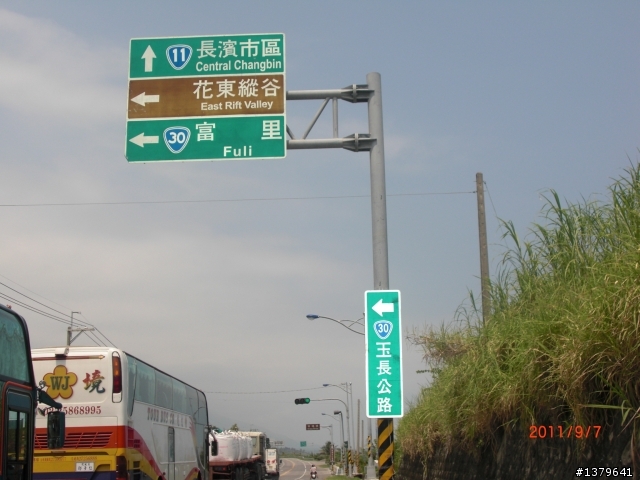 11 長濱市區
Central Changbin
花東縱谷
East Rift Valley
30 富里
Fuli
30
玉長公路
WJ 境
868995
2011/9/7
#1379641